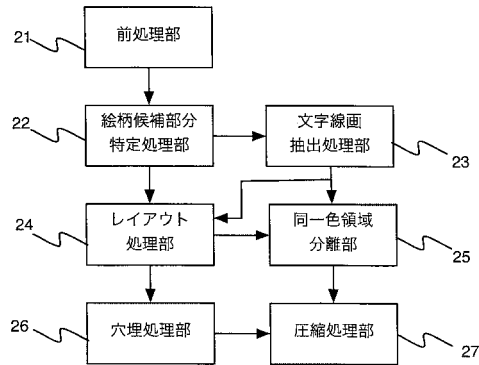 21
前処理部
22
絵柄候補部分
特定処理部
文字線画
抽出処理部
23
24
レイアウト
処理部
同一色領域
分離部
25
26
穴埋処理部
圧縮処理部
27